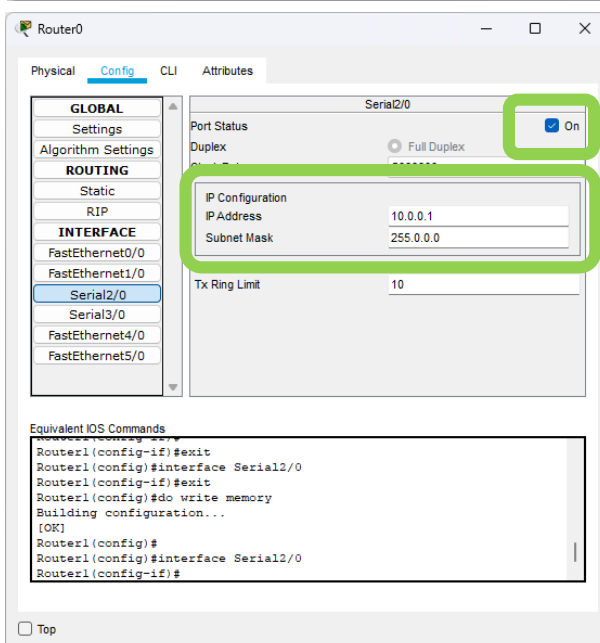 Router0
Physical Config CLI Attributes
GLOBAL
Settings
Algorithm Settings
ROUTING
Static
RIP
INTERFACE
FastEthernet0/0
FastEthernet1/0
Serial2/0
Serial3/0
FastEthernet4/0
FastEthernet5/0
Serial2/0
Port Status On
Duplex Full Duplex
IP Configuration
IP Address 10.0.0.1
Subnet Mask 255.0.0.0
Tx Ring Limit 10
Equivalent IOS Commands
Router1(config-if)#
Router1(config-if)#exit
Router1(config)#interface Serial2/0
Router1(config-if)#exit
Router1(config)#do write memory
Building configuration...
[OK]
Router1(config)#
Router1(config)#interface Serial2/0
Router1(config-if)#
Top